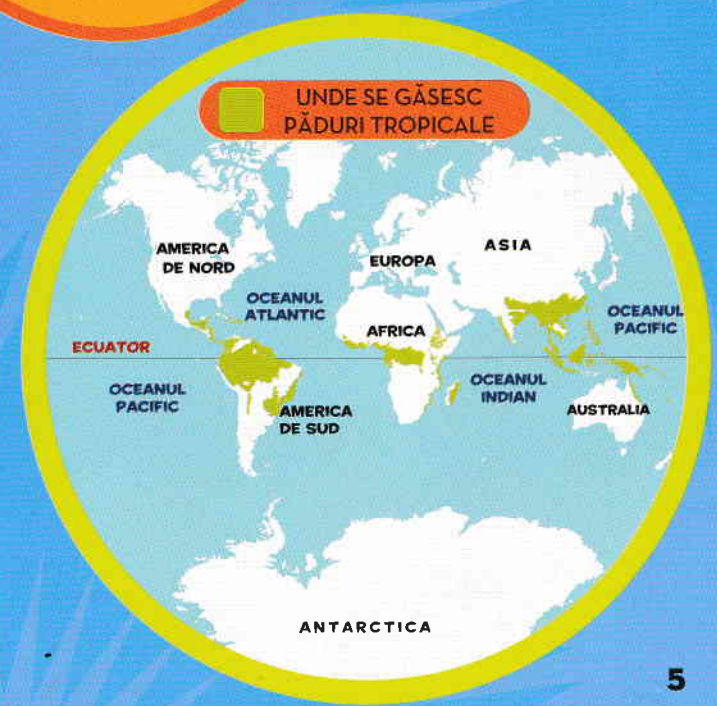 UNDE SE GĂSESC
PĂDURI TROPICALE
AMERICA
DE NORD
EUROPA
ASIA
OCEANUL
ATLANTIC
OCEANUL
PACIFIC
AFRICA
ECUATOR
OCEANUL
PACIFIC
OCEANUL
INDIAN
AMERICA
DE SUD
AUSTRALIA
ANTARCTICA
5